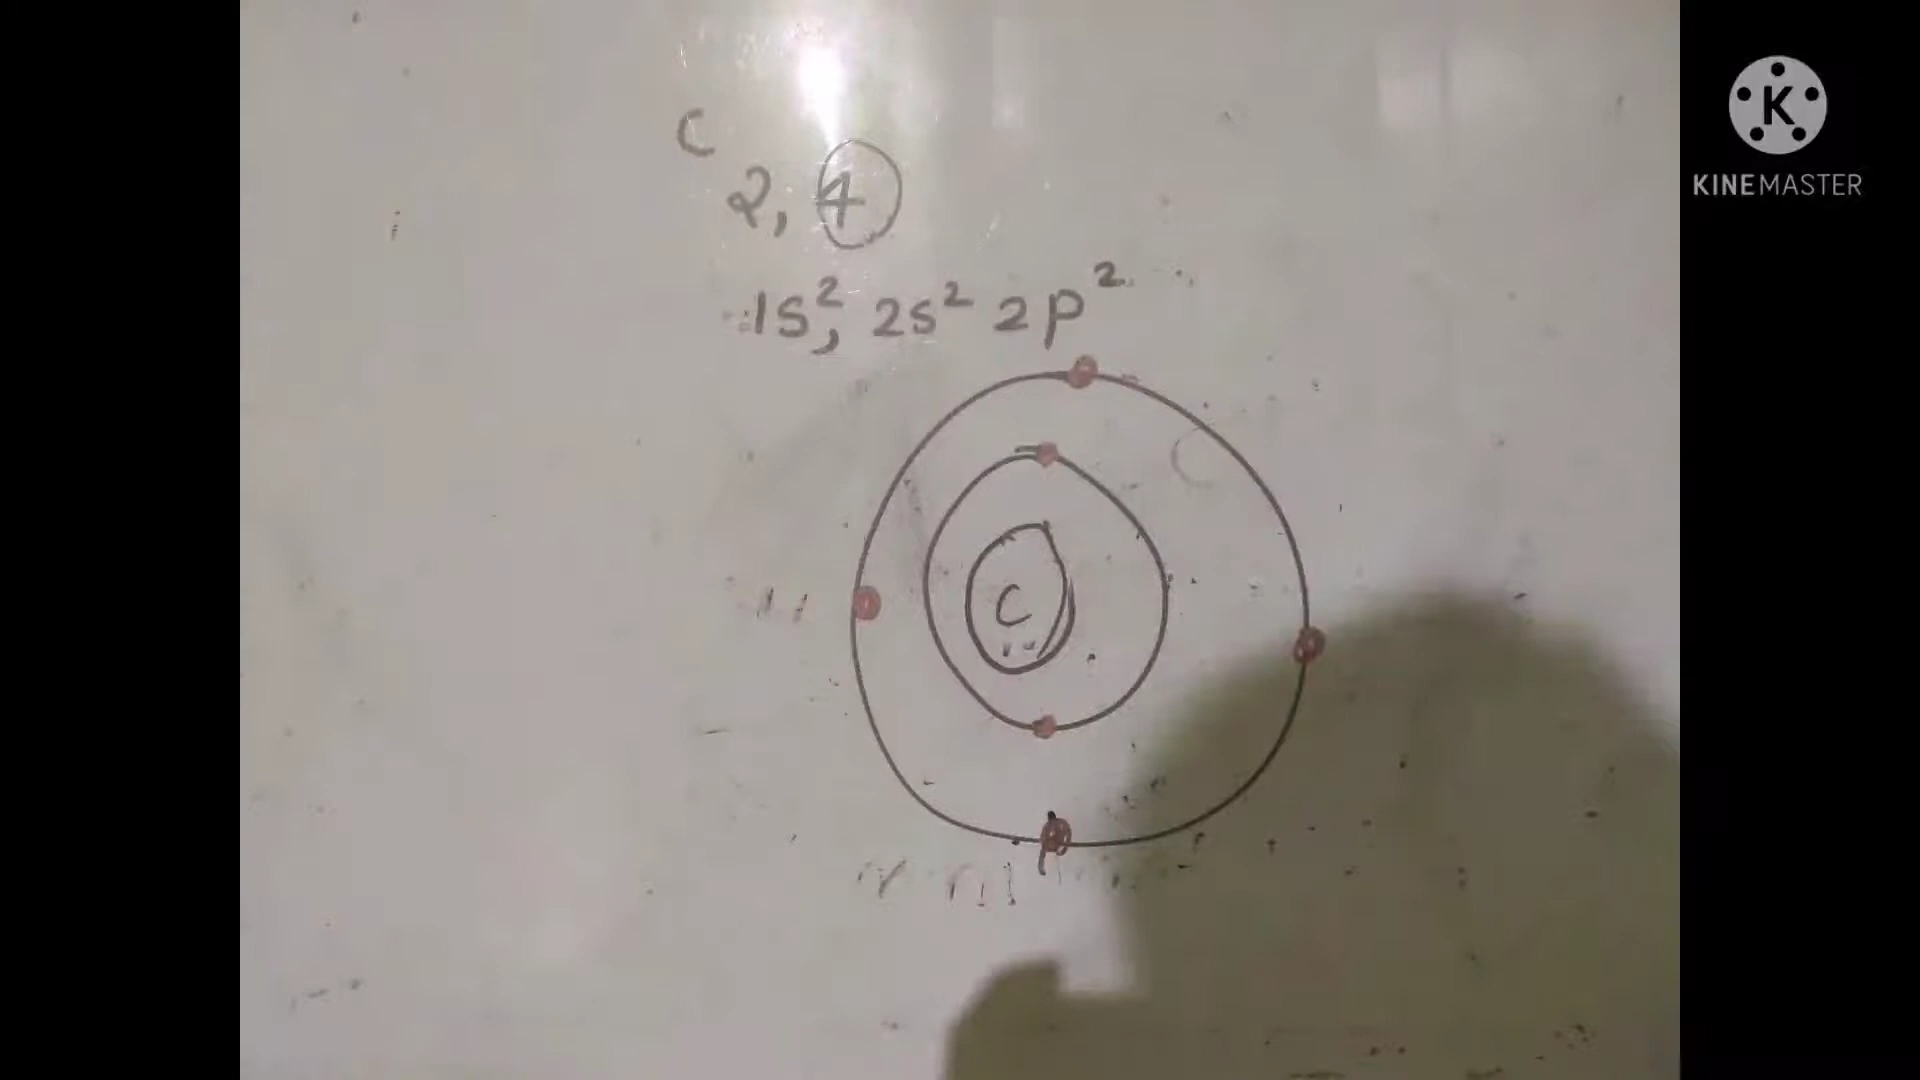 C
2, 4
1s², 2s² 2p²
C
K
KINEMASTER